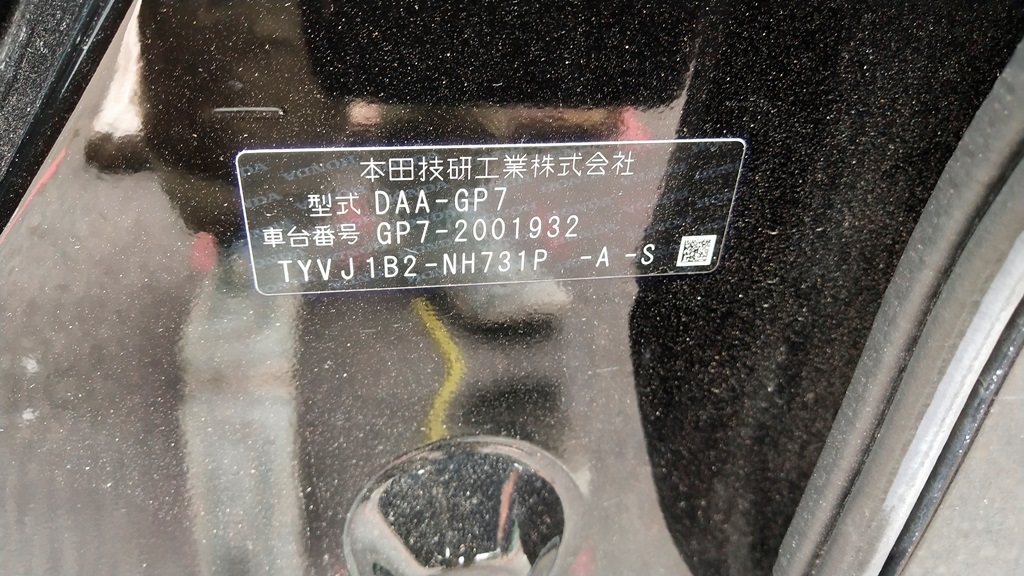 本田技研工業株式会社
型式 DAA-GP7
車台番号 GP7-2001932
TYVJ1B2-NH731P -A -S